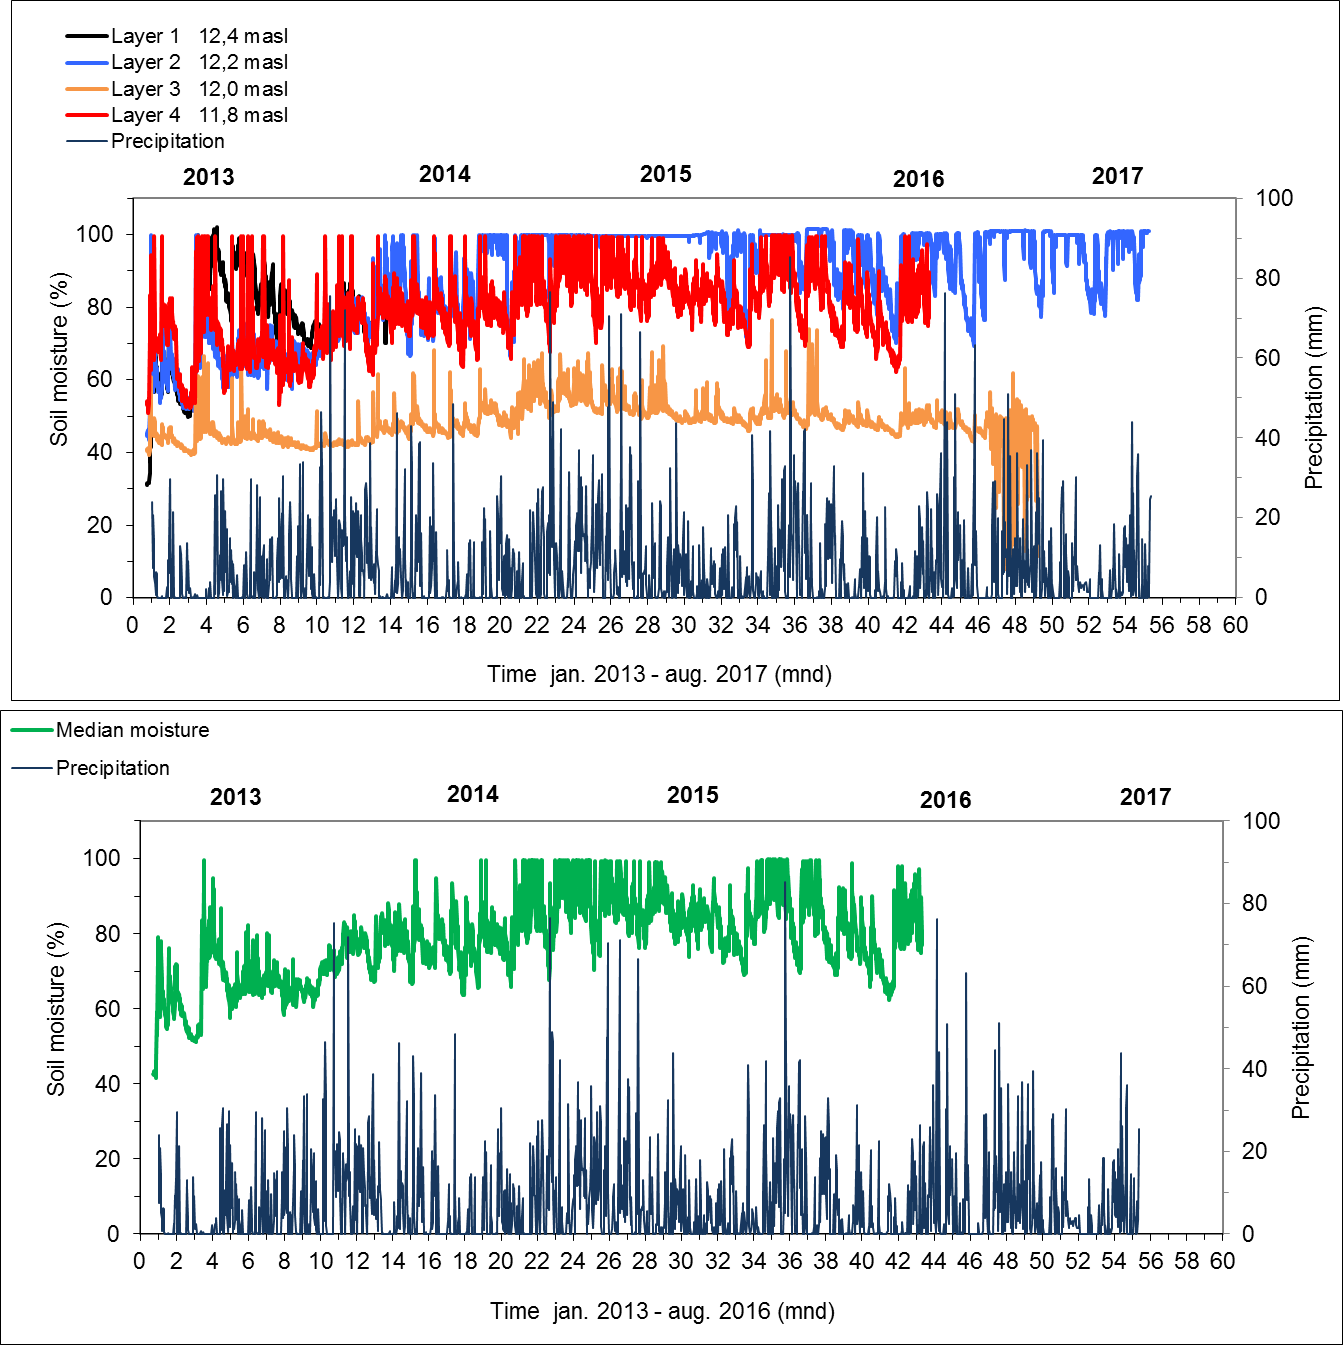 Layer 1 12,4 masl
Layer 2 12,2 masl
Layer 3 12,0 masl
Layer 4 11,8 masl
Precipitation
2013 2014 2015 2016 2017
100 80 60 40 20 0
Soil moisture (%)
100 80 60 40 20 0
Precipitation (mm)
0 2 4 6 8 10 12 14 16 18 20 22 24 26 28 30 32 34 36 38 40 42 44 46 48 50 52 54 56 58 60
Time jan. 2013 - aug. 2017 (mnd)
Median moisture
Precipitation
2013 2014 2015 2016 2017
100 80 60 40 20 0
Soil moisture (%)
100 80 60 40 20 0
Precipitation (mm)
0 2 4 6 8 10 12 14 16 18 20 22 24 26 28 30 32 34 36 38 40 42 44 46 48 50 52 54 56 58 60
Time jan. 2013 - aug. 2016 (mnd)